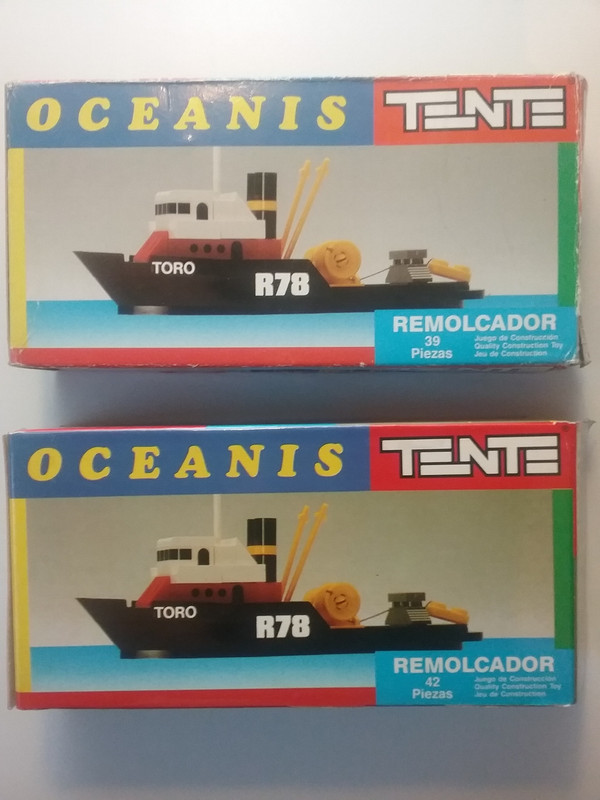 OCEANIS TENTE
TORO
R78
REMOLCADOR
39
Piezas
Juego de Construcción
Quality Construction Toy
Jeu de Construction
OCEANIS TENTE
TORO
R78
REMOLCADOR
42
Piezas
Juego de Construcción
Quality Construction Toy
Jeu de Construction